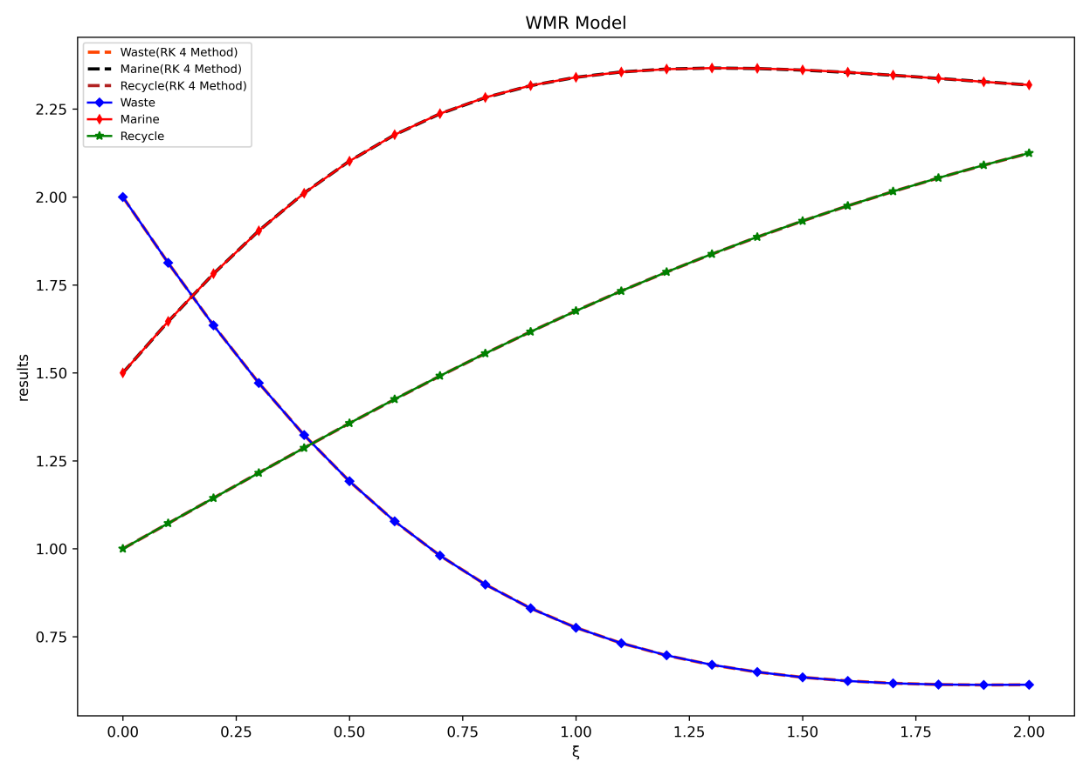 WMR Model
Waste(RK 4 Method)
Marine(RK 4 Method)
Recycle(RK 4 Method)
Waste
Marine
Recycle
2.25
2.00
1.75
1.50
1.25
1.00
0.75
results
0.00 0.25 0.50 0.75 1.00 1.25 1.50 1.75 2.00
ξ